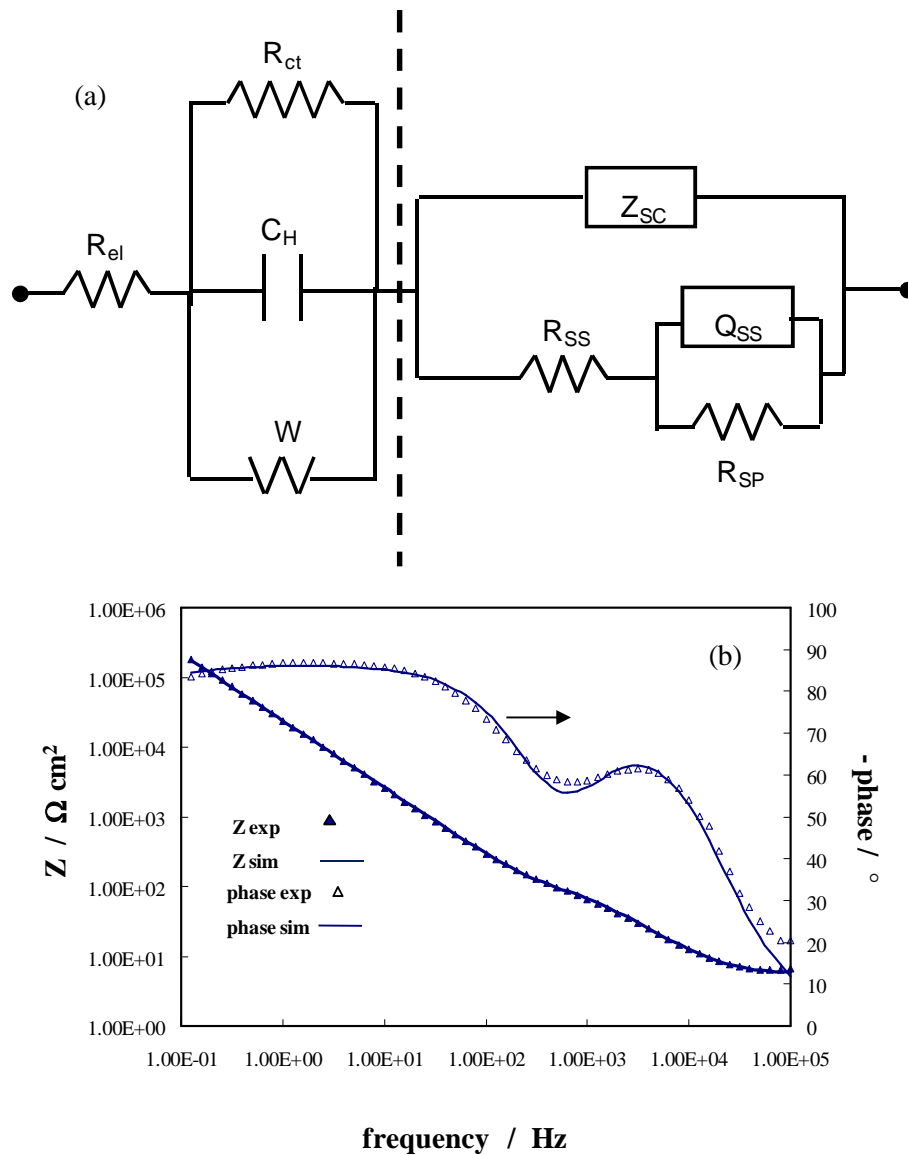 (a)
R_ct
Z_SC
C_H
R_el
Q_SS
R_SS
W
R_SP
(b)
1.00E+06
1.00E+05
1.00E+04
1.00E+03
1.00E+02
1.00E+01
1.00E+00
Z / Ω cm²
Z exp
Z sim
phase exp
phase sim
100
90
80
70
60
50
40
30
20
10
0
- phase / °
1.00E-01 1.00E+00 1.00E+01 1.00E+02 1.00E+03 1.00E+04 1.00E+05
frequency / Hz